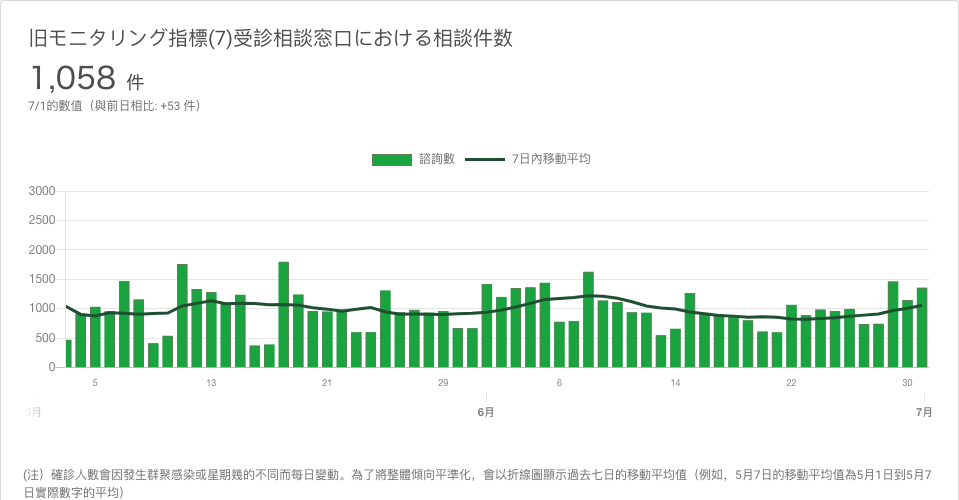 旧モニタリング指標(7)受診相談窓口における相談件数
1,058 件
7/1的數值（與前日相比: +53 件）
諮詢數 7日內移動平均
3000
2500
2000
1500
1000
500
0
5 13 21 29 6 14 22 30
5月 6月 7月
(注）確診人數會因發生群聚感染或星期幾的不同而每日變動。為了將整體傾向平準化，會以折線圖顯示過去七日的移動平均值（例如，5月7日的移動平均值為5月1日到5月7
日實際數字的平均）